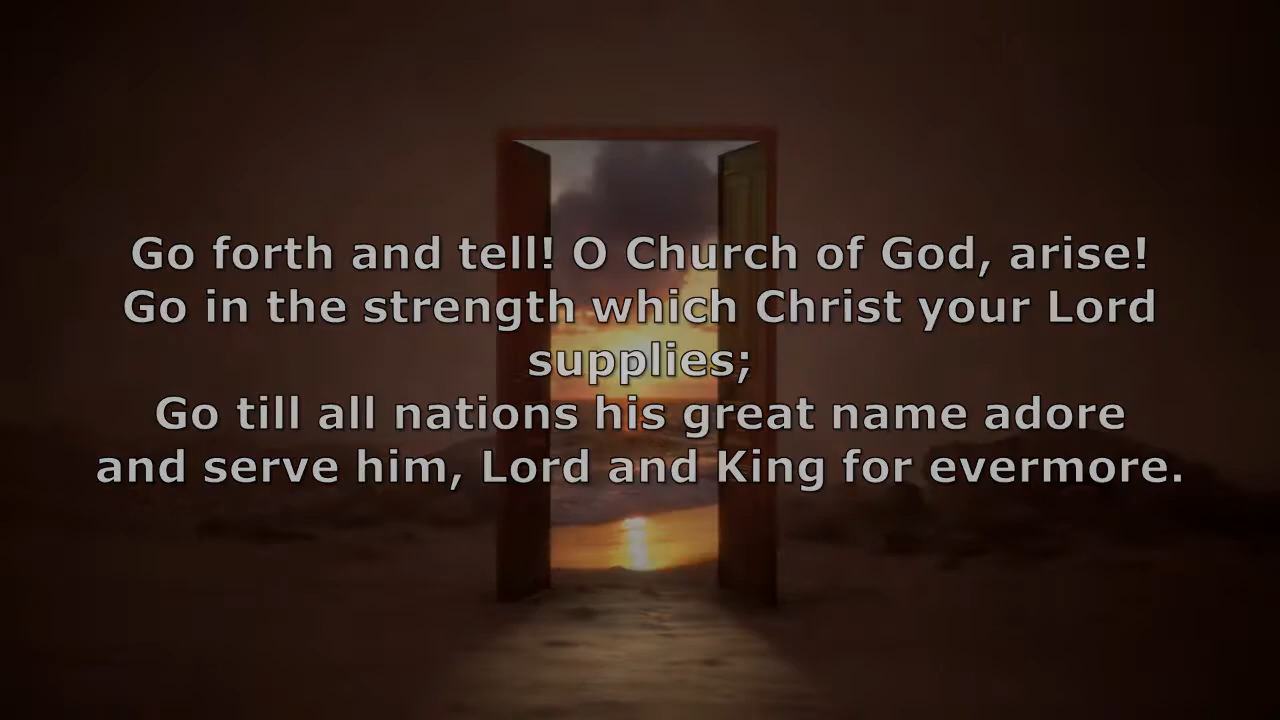 Go forth and tell! O Church of God, arise!
Go in the strength which Christ your Lord
supplies;
Go till all nations his great name adore
and serve him, Lord and King for evermore.